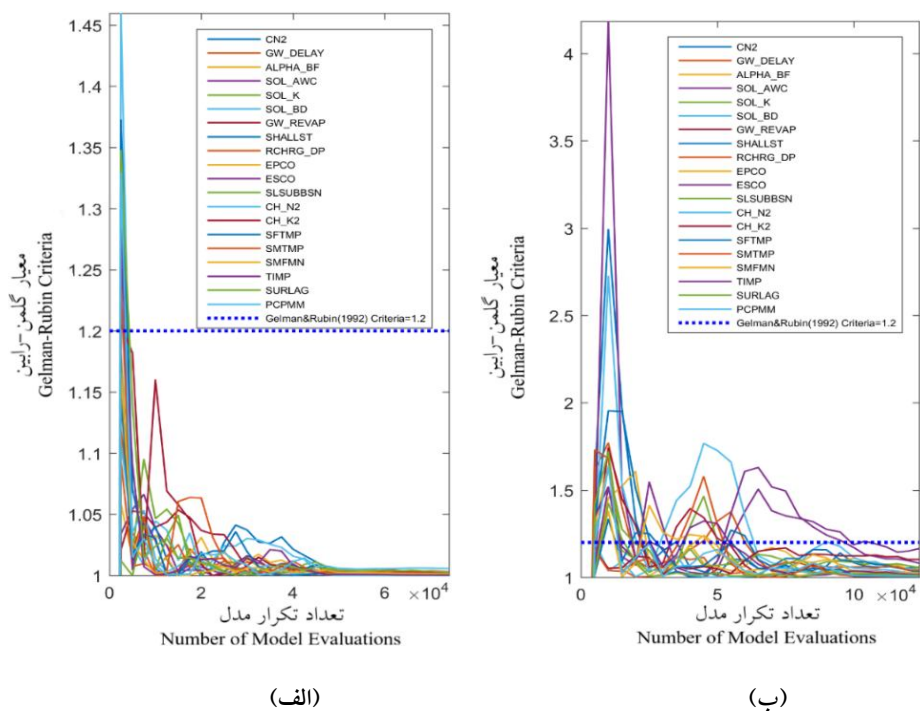 1.45
1.4
1.35
1.3
1.25
1.2
1.15
1.1
1.05
1
معیار گلمن-رابین
Gelman-Rubin Criteria
CN2
GW_DELAY
ALPHA_BF
SOL_AWC
SOL_K
SOL_BD
GW_REVAP
SHALLST
RCHRG_DP
EPCO
ESCO
SLSUBBSN
CH_N2
CH_K2
SFTMP
SMTMP
SMFMN
TIMP
SURLAG
PCPMM
Gelman&Rubin(1992) Criteria=1.2
0 2 4 6 ×10⁴
تعداد تکرار مدل
Number of Model Evaluations
(الف)
4
3.5
3
2.5
2
1.5
1
معیار گلمن-رابین
Gelman-Rubin Criteria
CN2
GW_DELAY
ALPHA_BF
SOL_AWC
SOL_K
SOL_BD
GW_REVAP
SHALLST
RCHRG_DP
EPCO
ESCO
SLSUBBSN
CH_N2
CH_K2
SFTMP
SMTMP
SMFMN
TIMP
SURLAG
PCPMM
Gelman&Rubin(1992) Criteria=1.2
0 5 10 ×10⁴
تعداد تکرار مدل
Number of Model Evaluations
(ب)